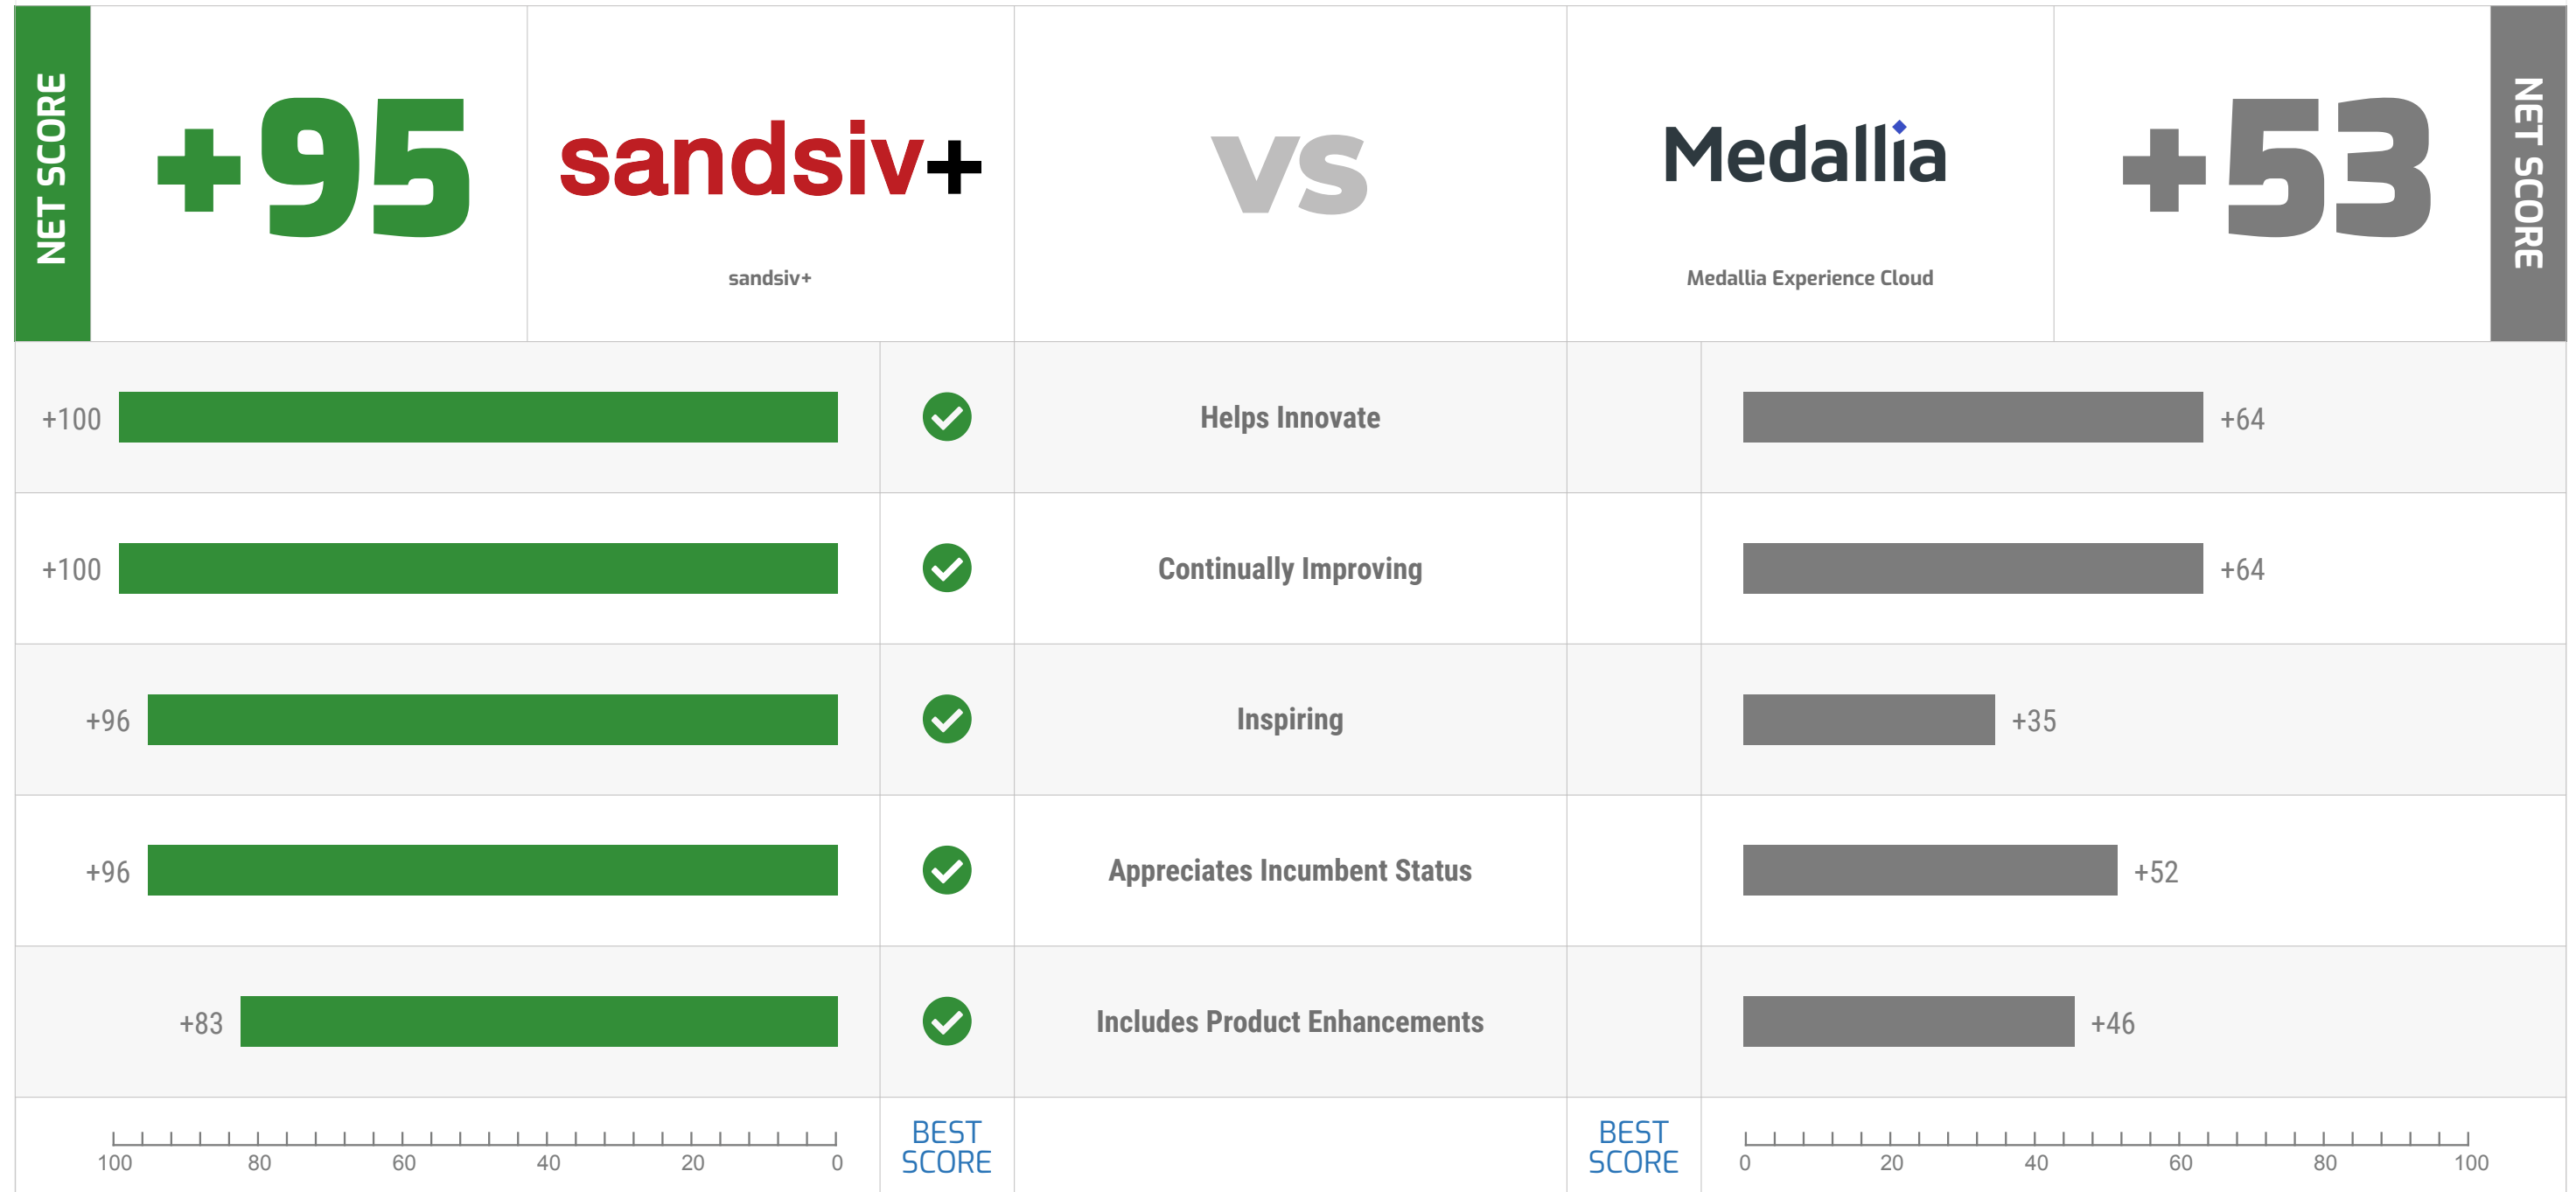 NET SCORE
+95
sandsiv+
sandsiv+
VS
Medallia
Medallia Experience Cloud
+53
NET SCORE
+100
Helps Innovate
+64
+100
Continually Improving
+64
+96
Inspiring
+35
+96
Appreciates Incumbent Status
+52
+83
Includes Product Enhancements
+46
100 80 60 40 20 0
BEST
SCORE
BEST
SCORE
0 20 40 60 80 100